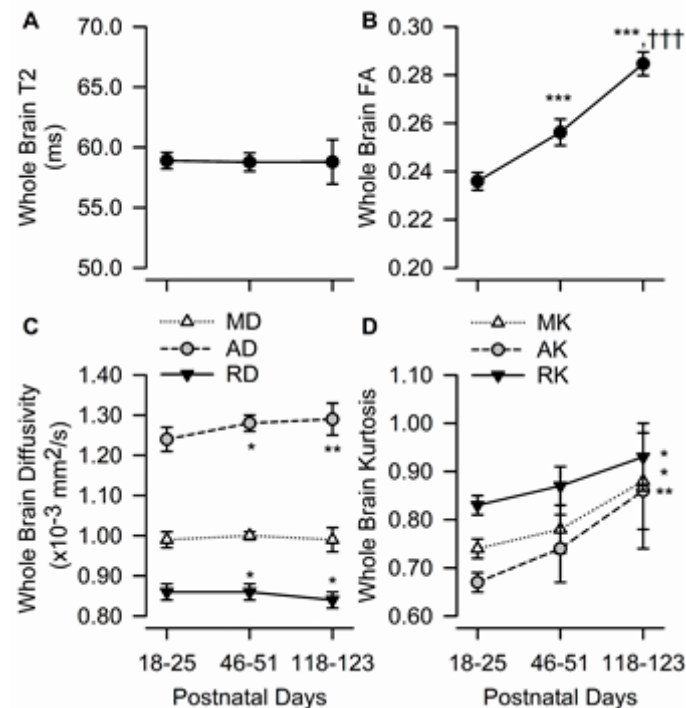 A
Whole Brain T2
(ms)
70.0
65.0
60.0
55.0
50.0
B
Whole Brain FA
0.30
0.28
0.26
0.24
0.22
0.20
***
***,†††
C
MD
AD
RD
Whole Brain Diffusivity
(x10-3 mm2/s)
1.40
1.30
1.20
1.10
1.00
0.90
0.80
*
**
*
*
18-25
46-51
118-123
Postnatal Days
D
MK
AK
RK
Whole Brain Kurtosis
1.10
1.00
0.90
0.80
0.70
0.60
*
*
**
18-25
46-51
118-123
Postnatal Days